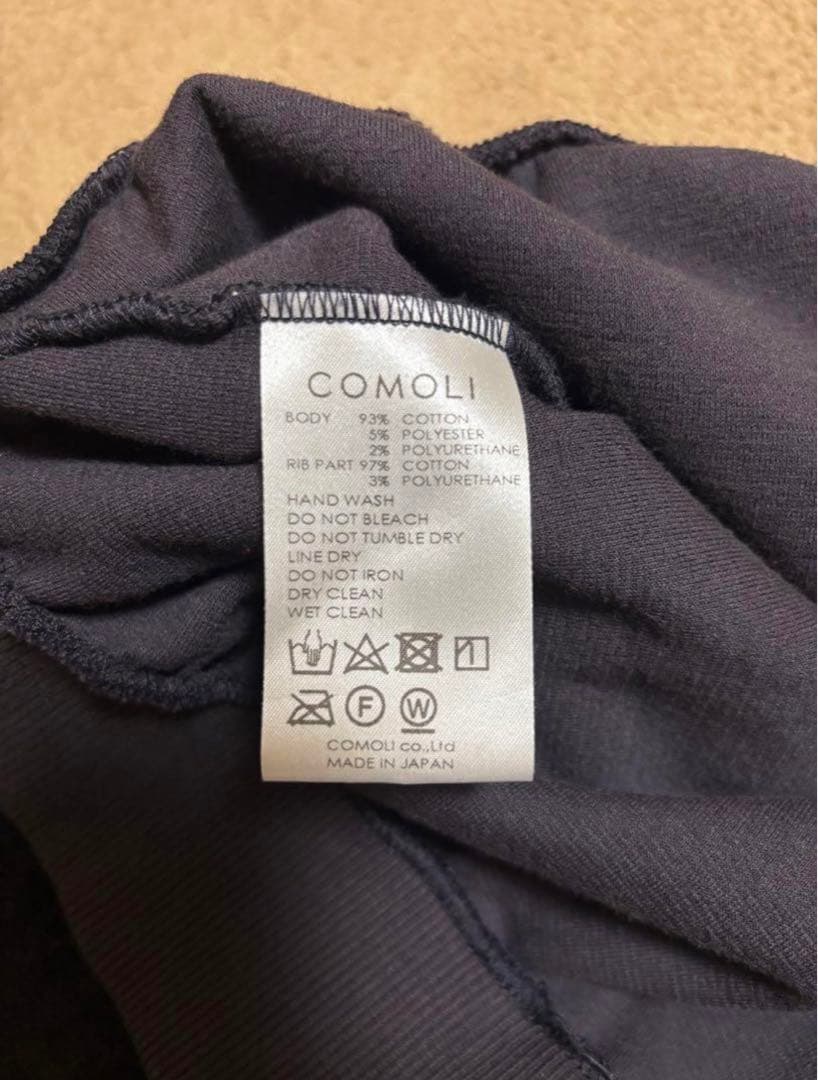 COMOLI
BODY 93% COTTON
5% POLYESTER
2% POLYURETHANE
RIB PART 97% COTTON
3% POLYURETHANE
HAND WASH
DO NOT BLEACH
DO NOT TUMBLE DRY
LINE DRY
DO NOT IRON
DRY CLEAN
WET CLEAN
F W
COMOLI co.,Ltd
MADE IN JAPAN